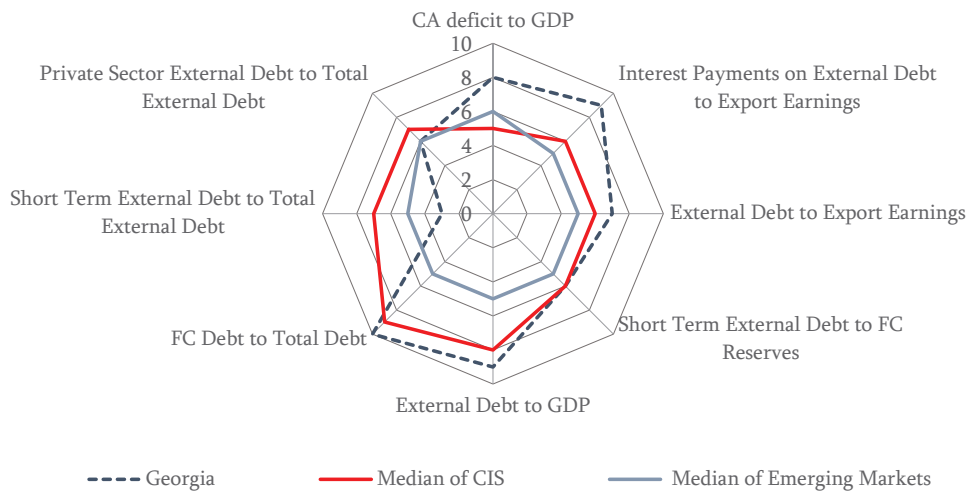 CA deficit to GDP
10
8
6
4
2
0
Interest Payments on External Debt
to Export Earnings
External Debt to Export Earnings
Short Term External Debt to FC
Reserves
External Debt to GDP
FC Debt to Total Debt
Short Term External Debt to Total
External Debt
Private Sector External Debt to Total
External Debt
Georgia
Median of CIS
Median of Emerging Markets